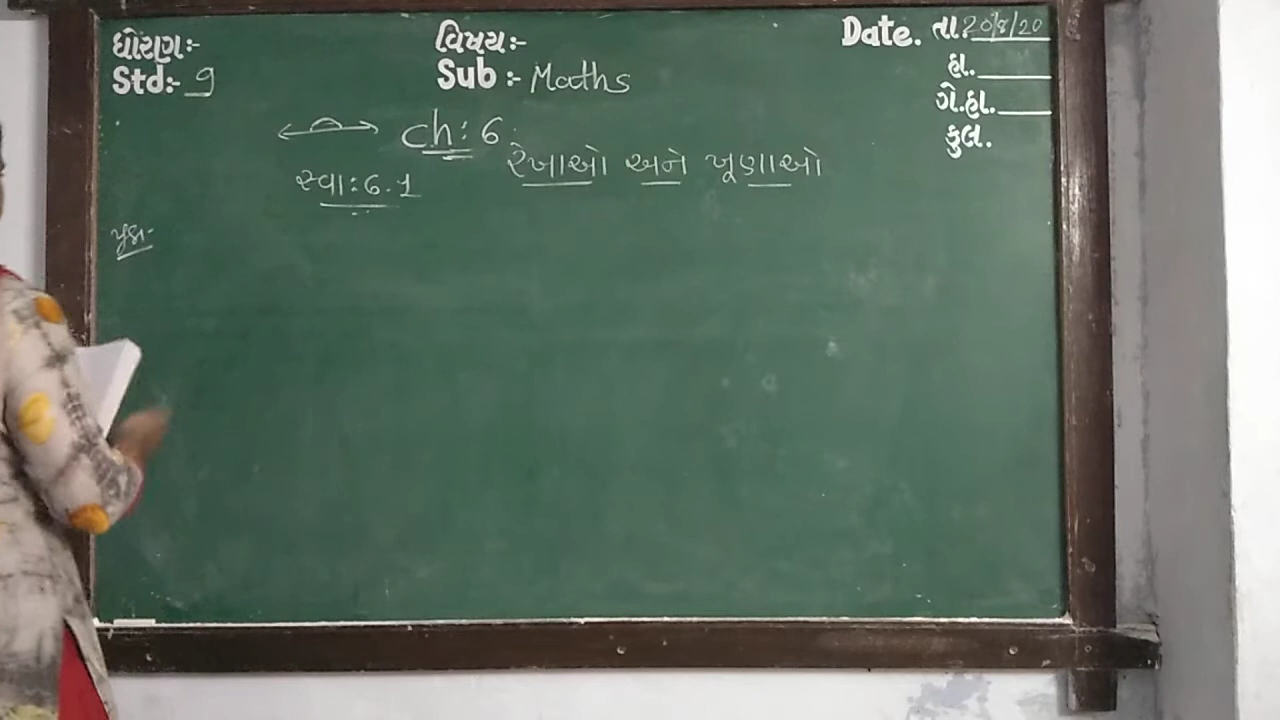 ધોરણ:- વિષય:- Date. તા.20/8/20
Std:- 9 Sub:- Maths હા.
ગે.હા.
કુલ.
ch: 6
રેખાઓ અને ખૂણાઓ
સ્વા: 6.1